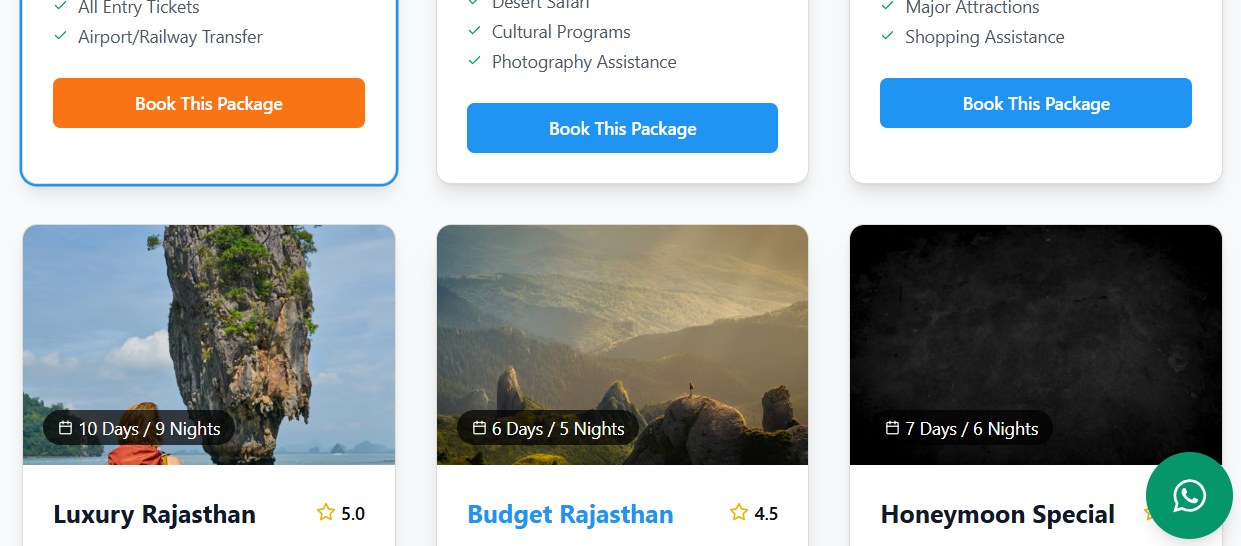 All Entry Tickets
Airport/Railway Transfer
Book This Package
Desert Safari
Cultural Programs
Photography Assistance
Book This Package
Major Attractions
Shopping Assistance
Book This Package
10 Days / 9 Nights
Luxury Rajasthan
5.0
6 Days / 5 Nights
Budget Rajasthan
4.5
7 Days / 6 Nights
Honeymoon Special